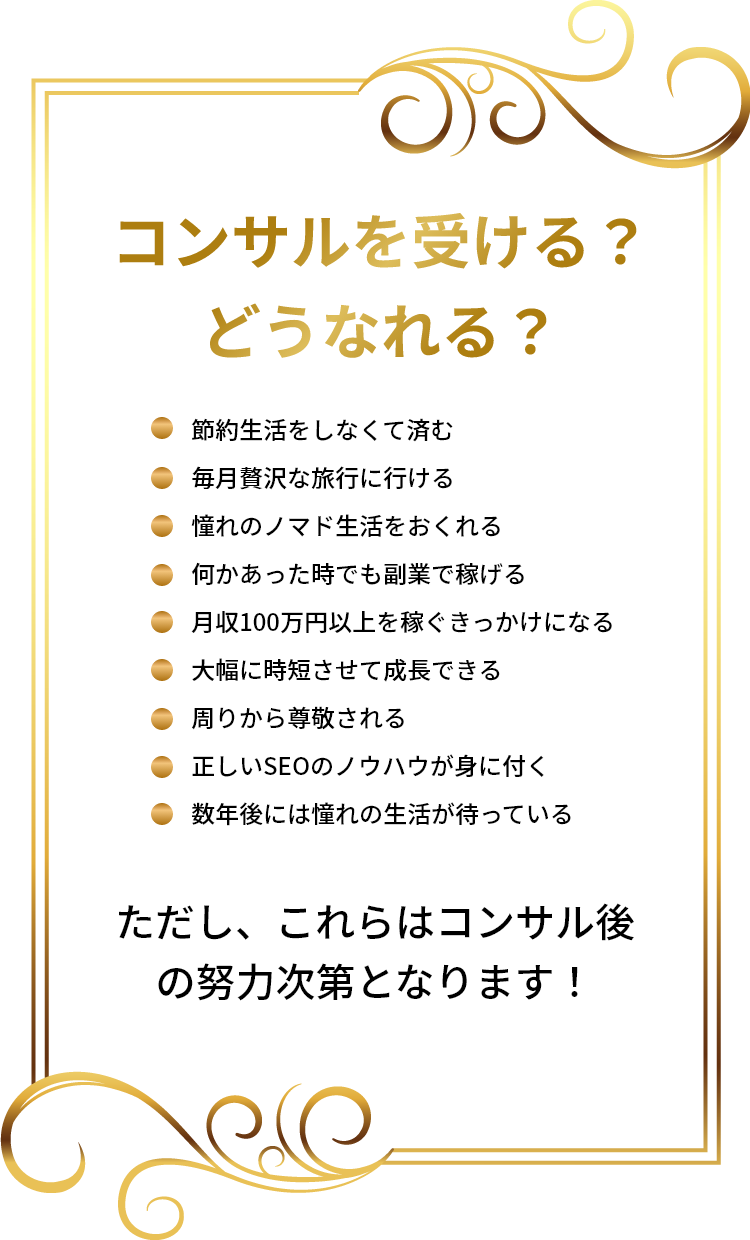 コンサルを受ける？
どうなれる？
節約生活をしなくて済む
毎月贅沢な旅行に行ける
憧れのノマド生活をおくれる
何かあった時でも副業で稼げる
月収100万円以上を稼ぐきっかけになる
大幅に時短させて成長できる
周りから尊敬される
正しいSEOのノウハウが身に付く
数年後には憧れの生活が待っている
ただし、これらはコンサル後
の努力次第となります！